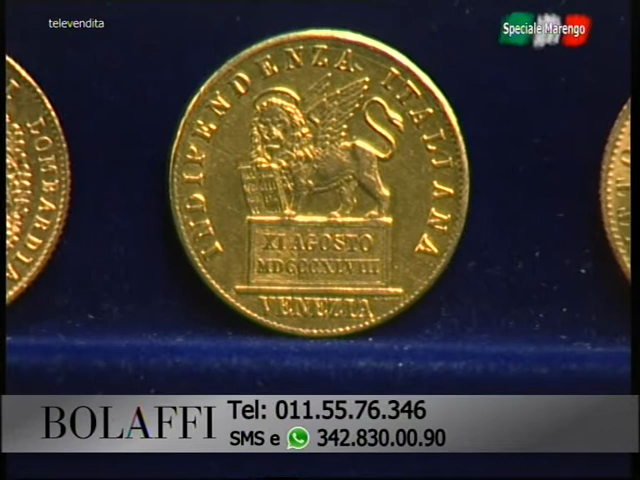 televendita
Speciale Marengo
INDIPENDENZA ITALIANA
XI AGOSTO
MDCCCXLVIII
VENEZIA
LOMBARDIA
BOLAFFI
Tel: 011.55.76.346
SMS e 342.830.00.90